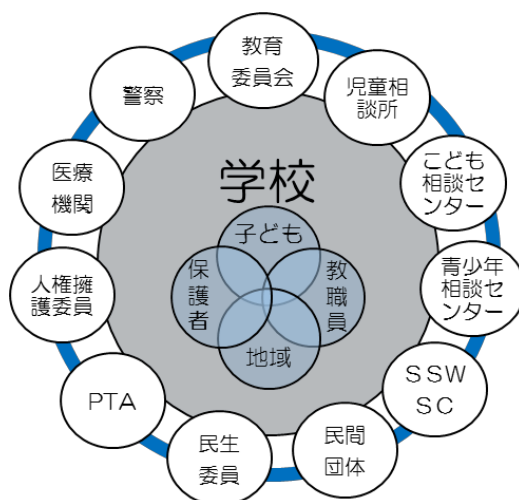 教育
委員会
児童相
談所
こども
相談セ
ンター
青少年
相談セ
ンター
ＳＳＷ
ＳＣ
民間
団体
民生
委員
PTA
人権擁
護委員
医療
機関
警察
学校
子ども
保護者
教職員
地域